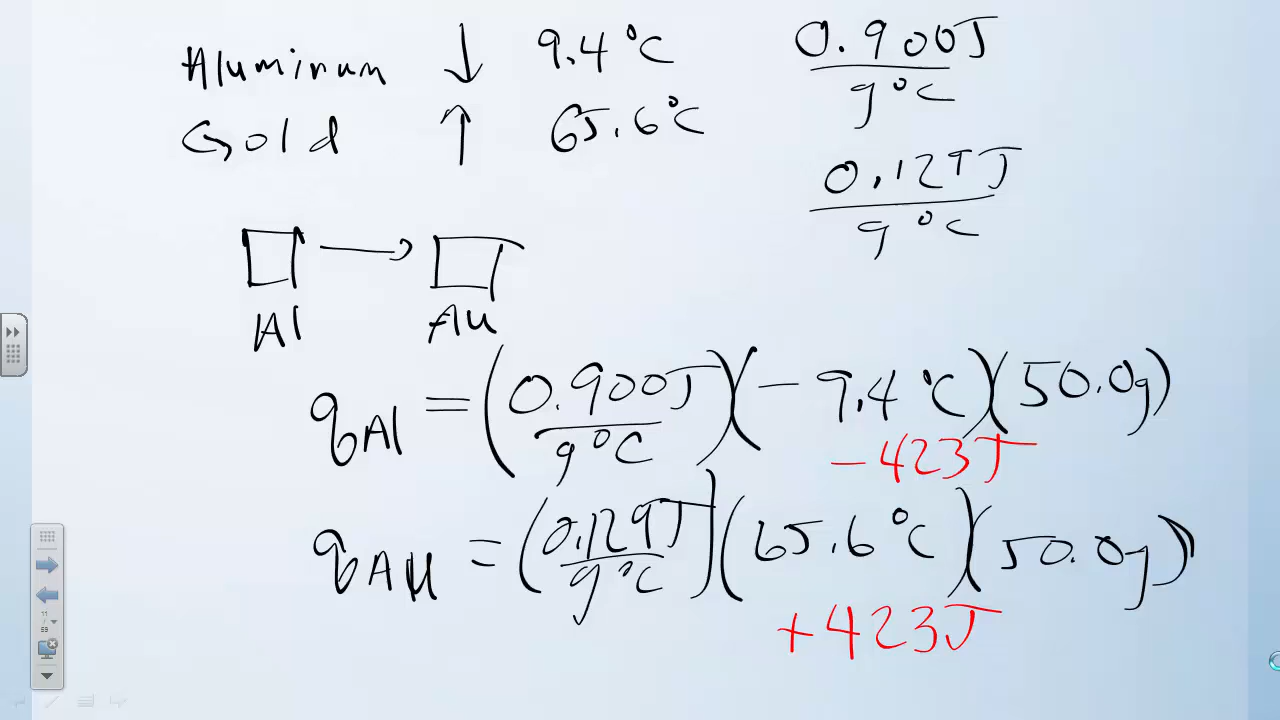 Aluminum ↓ 9.4°C 0.900J / g°C
Gold ↑ 65.6°C 0.129J / g°C
Al → Au
qAl = (0.900J / g°C)(-9.4°C)(50.0g)
-423J
qAu = (0.129J / g°C)(65.6°C)(50.0g)
+423J